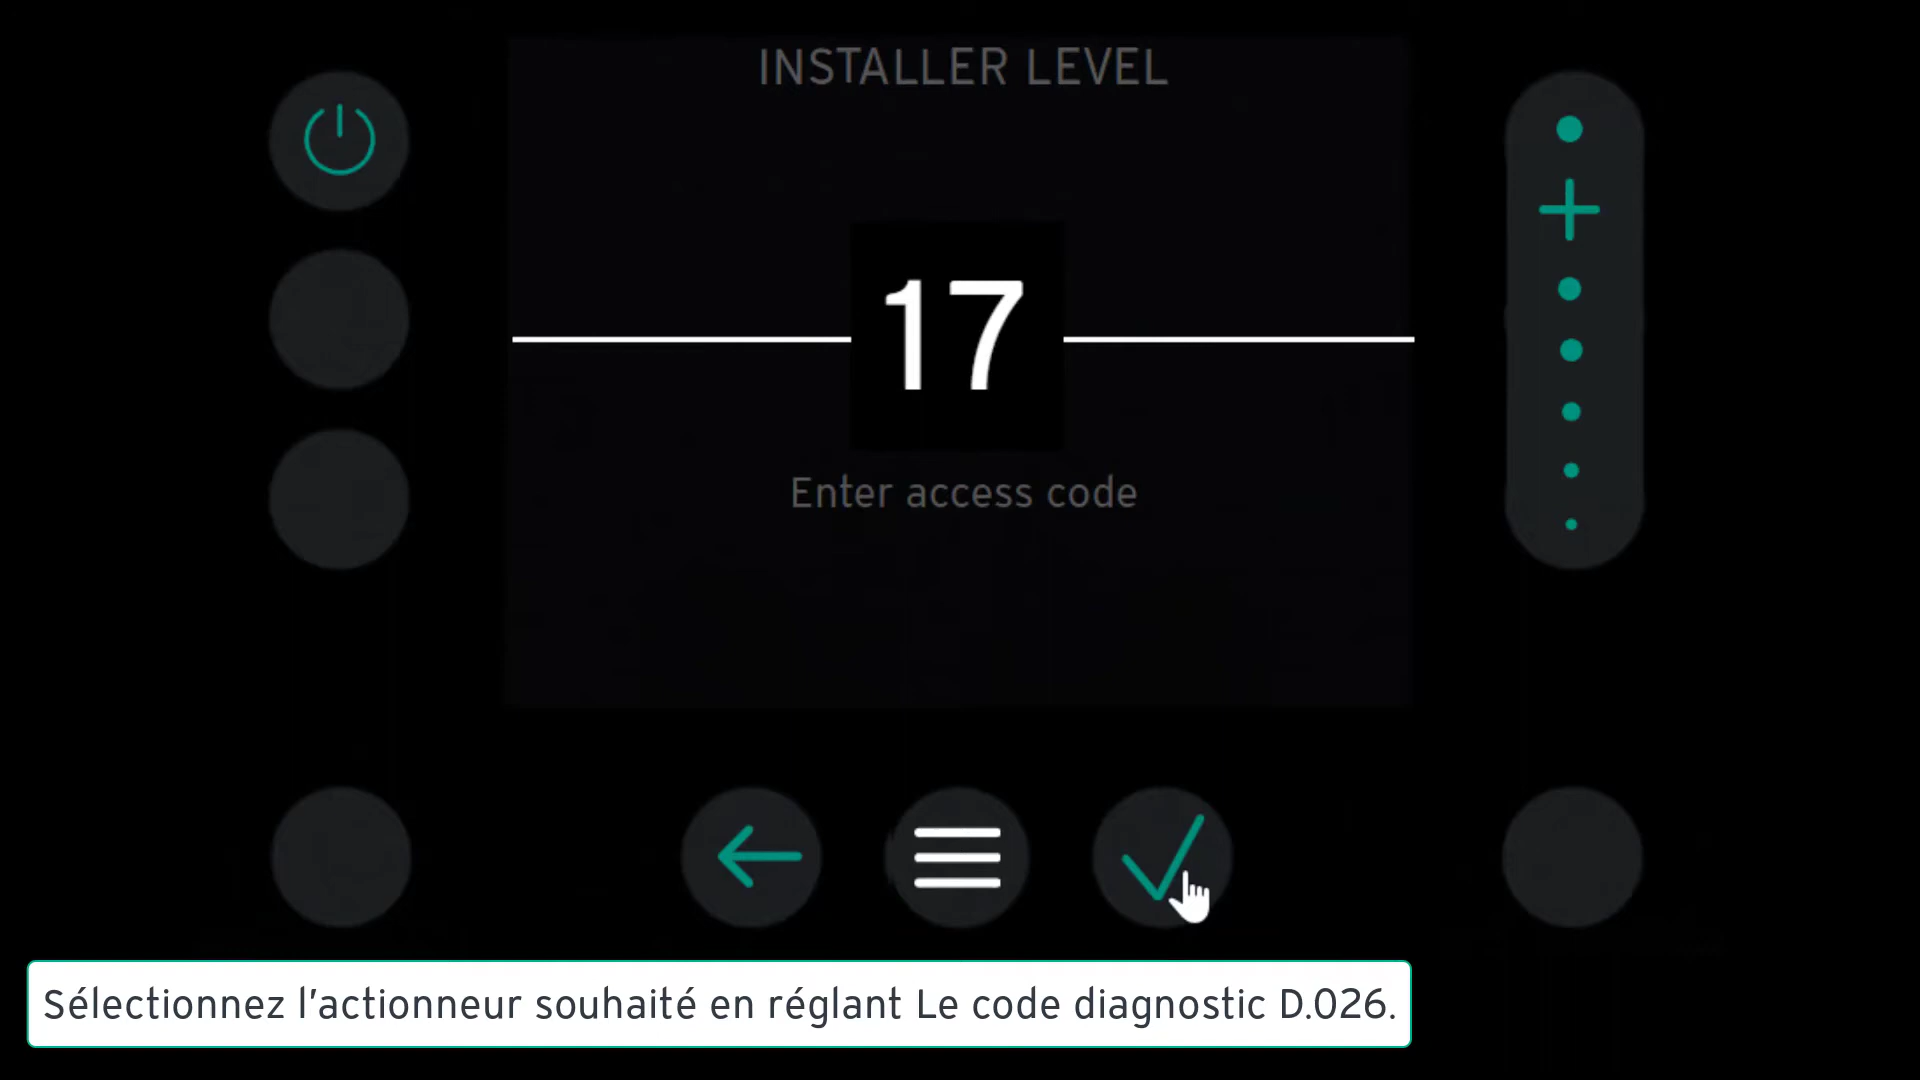 INSTALLER LEVEL
17
Enter access code
Sélectionnez l'actionneur souhaité en réglant Le code diagnostic D.026.